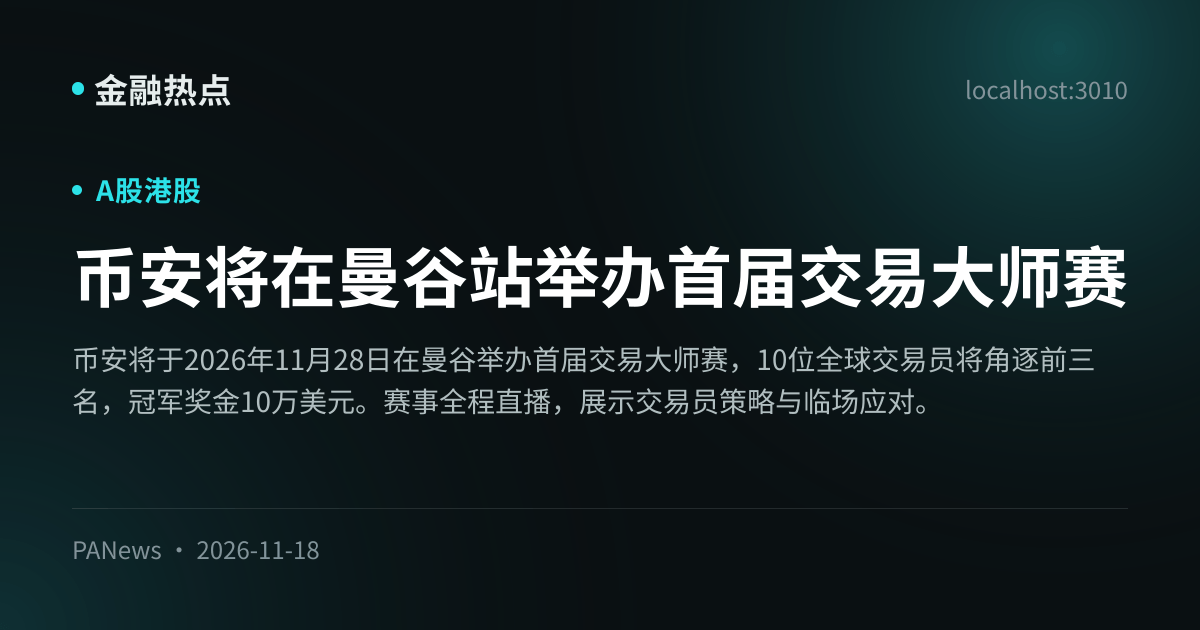 金融热点
localhost:3010
A股港股
币安将在曼谷站举办首届交易大师赛
币安将于2026年11月28日在曼谷举办首届交易大师赛，10位全球交易员将角逐前三
名，冠军奖金10万美元。赛事全程直播，展示交易员策略与临场应对。
PANews • 2026-11-18